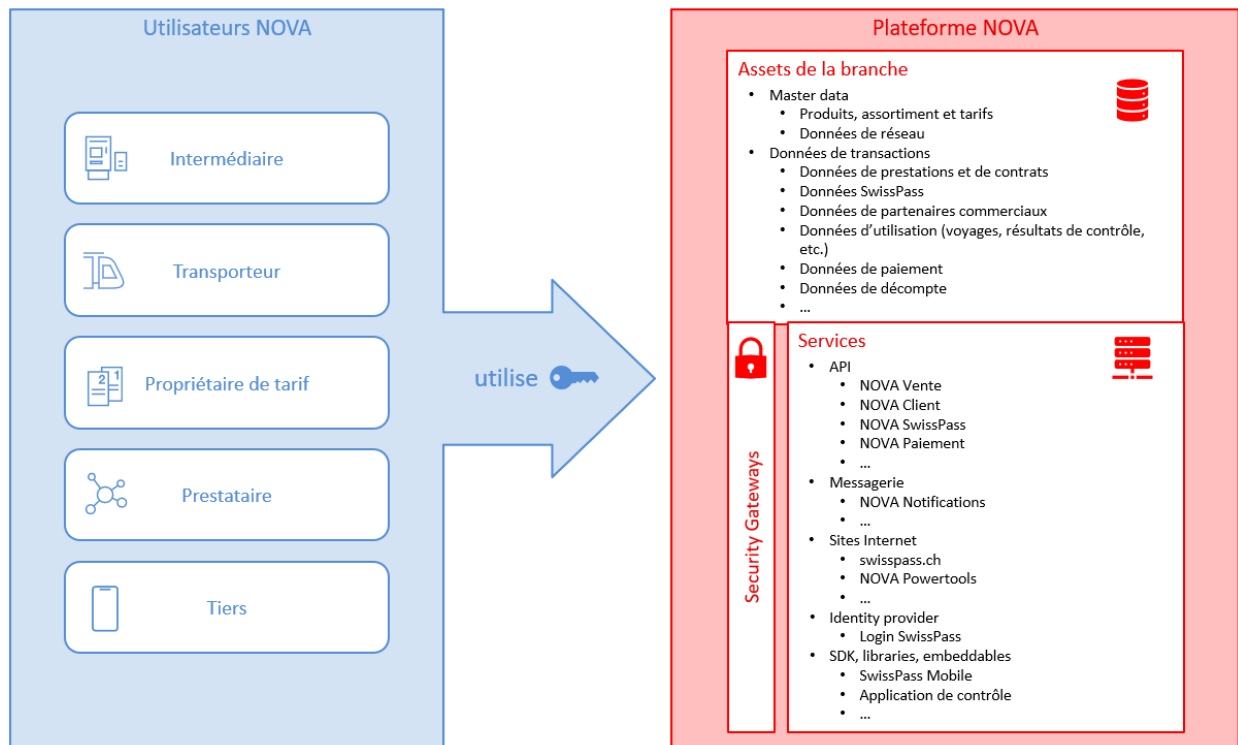 Utilisateurs NOVA
Intermédiaire
Transporteur
2 1
Propriétaire de tarif
Prestataire
Tiers
utilise
Plateforme NOVA
Assets de la branche
• Master data
• Produits, assortiment et tarifs
• Données de réseau
• Données de transactions
• Données de prestations et de contrats
• Données SwissPass
• Données de partenaires commerciaux
• Données d’utilisation (voyages, résultats de contrôle,
etc.)
• Données de paiement
• Données de décompte
• …
Security Gateways
Services
• API
• NOVA Vente
• NOVA Client
• NOVA SwissPass
• NOVA Paiement
• …
• Messagerie
• NOVA Notifications
• …
• Sites Internet
• swisspass.ch
• NOVA Powertools
• …
• Identity provider
• Login SwissPass
• SDK, libraries, embeddables
• SwissPass Mobile
• Application de contrôle
• …